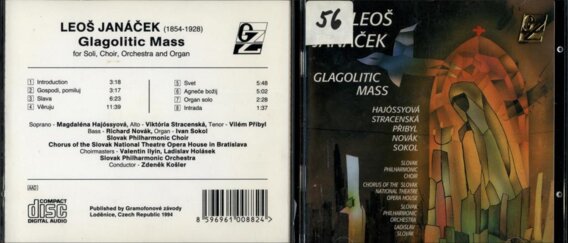 LEOŠ JANÁČEK (1854-1928)
Glagolitic Mass
for Soli, Choir, Orchestra and Organ
GZ
1 Introduction 3:18
2 Gospodi, pomiluj 3:17
3 Slava 6:23
4 Věruju 11:39
5 Svet 5:48
6 Agneče božij 5:02
7 Organ solo 2:28
8 Intrada 1:37
Soprano - Magdaléna Hajóssyová, Alto - Viktória Stracenská, Tenor - Vilém Přibyl
Bass - Richard Novák, Organ - Ivan Sokol
Slovak Philharmonic Choir
Chorus of the Slovak National Theatre Opera House in Bratislava
Choirmasters - Valentin Ilyin, Ladislav Holásek
Slovak Philharmonic Orchestra
Conductor - Zdeněk Košler
AAD
COMPACT
disc
DIGITAL AUDIO
Published by Gramofonové závody
Loděnice, Czech Republic 1994
8 596961 008824
56
LEOŠ
JANÁČEK
GZ
GLAGOLITIC
MASS
HAJÓSSYOVÁ
STRACENSKÁ
PŘIBYL
NOVÁK
SOKOL
SLOVAK
PHILHARMONIC
CHOIR
CHORUS OF THE SLOVAK
NATIONAL THEATRE
OPERA HOUSE
SLOVAK
PHILHARMONIC
ORCHESTRA
LADISLAV
SLOVAK